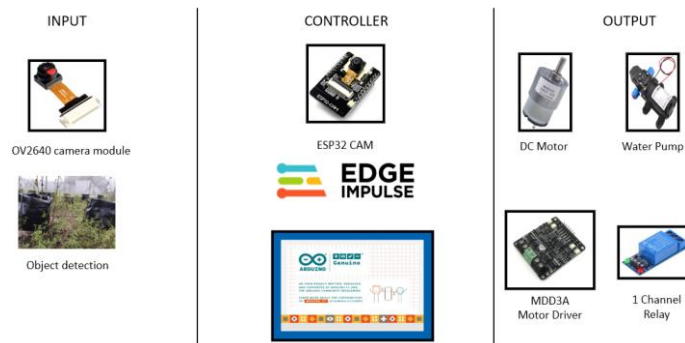 INPUT
OV2640 camera module
Object detection
CONTROLLER
ESP32 CAM
EDGE
IMPULSE
ARDUINO
Genuino
OUTPUT
DC Motor
Water Pump
MDD3A
Motor Driver
1 Channel
Relay